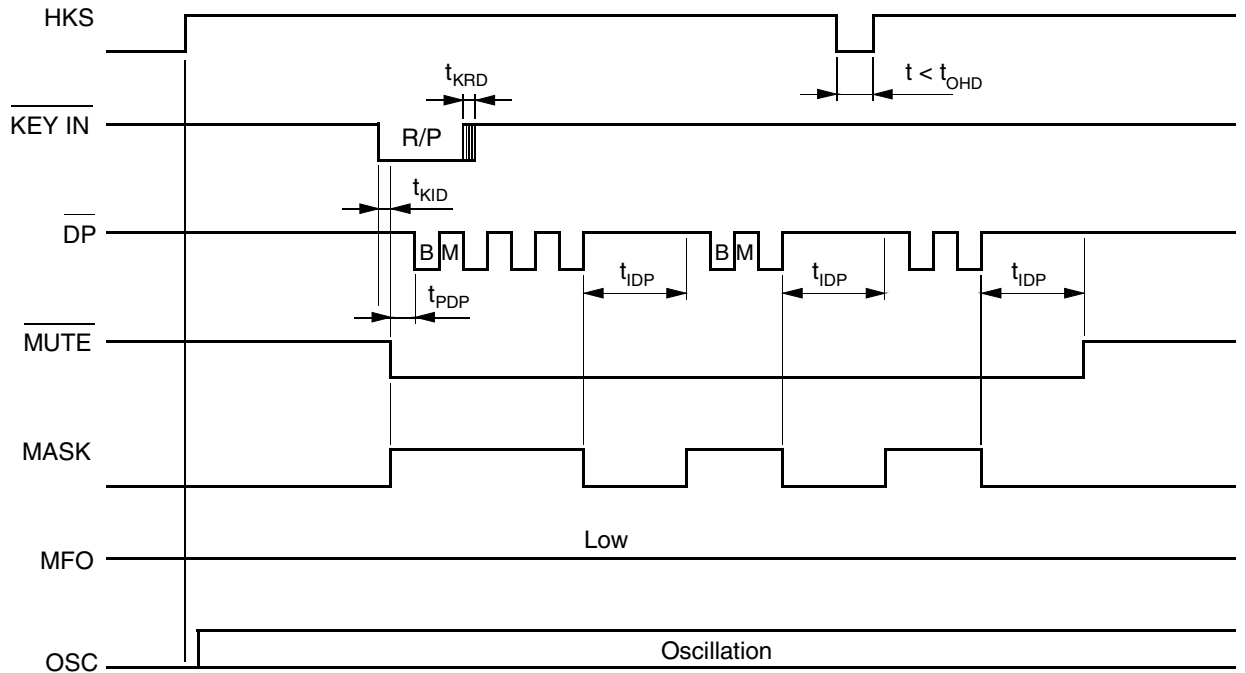 HKS
t < tOHD
tKRD
KEY IN
R/P
tKID
DP
B M
B M
tIDP
tIDP
tIDP
tPDP
MUTE
MASK
Low
MFO
Oscillation
OSC